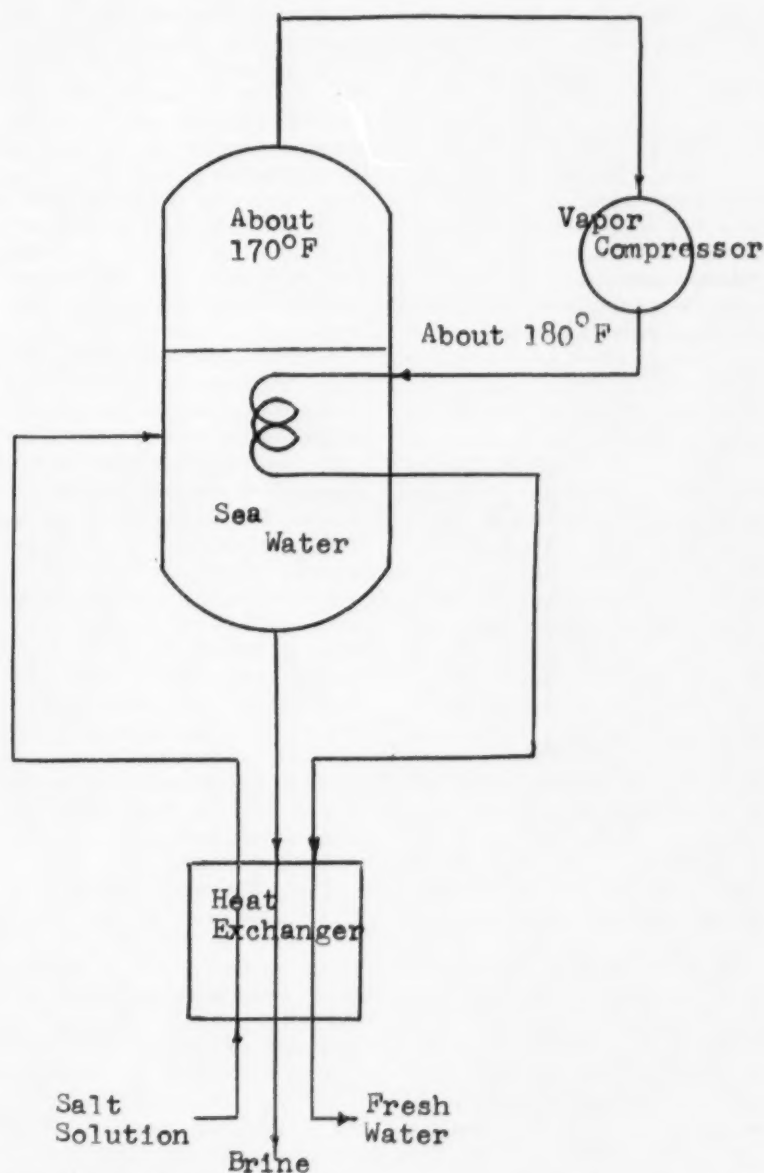 About
170°F
Vapor
Compressor
About 180°F
Sea
Water
Heat
Exchanger
Salt
Solution
Fresh
Water
Brine